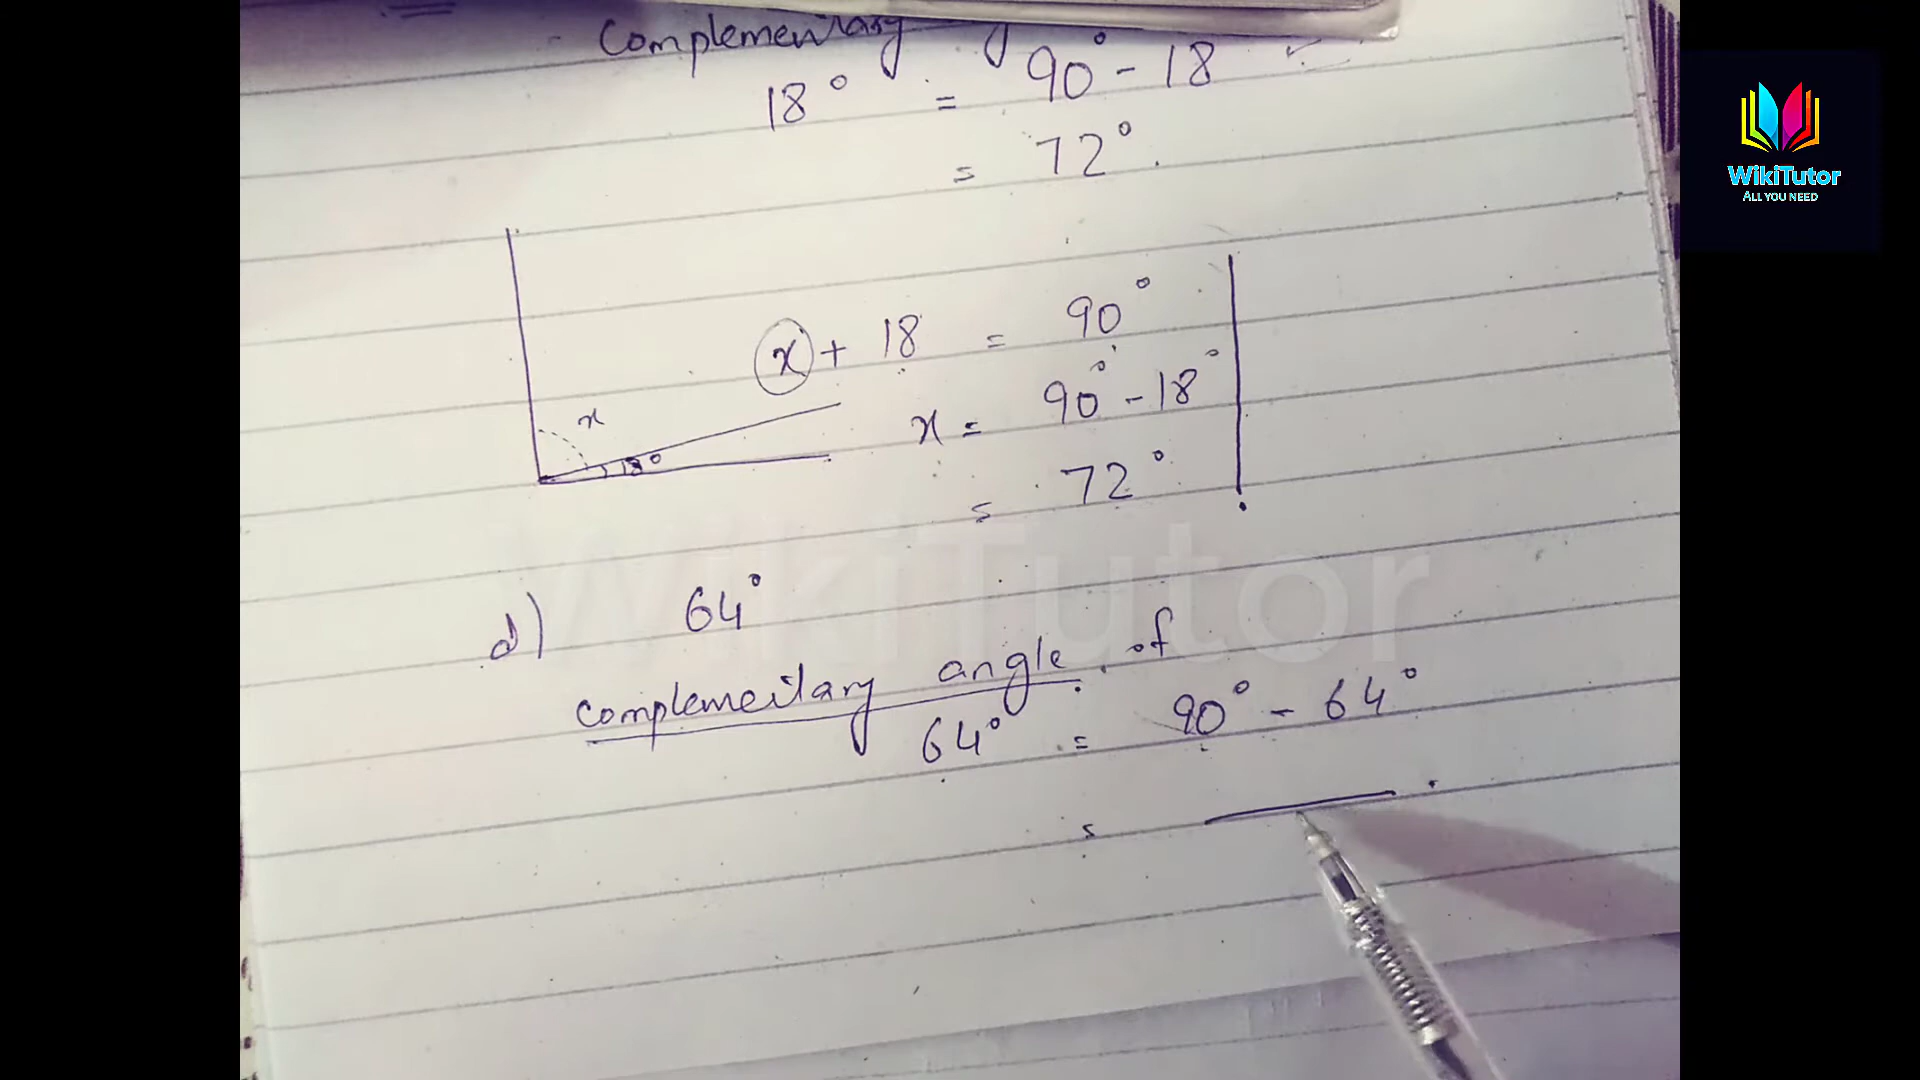 Complementary
18° = 90° - 18
= 72°.
x + 18 = 90°
x = 90° - 18°
= 72°
x
18°
d) 64°
complementary angle of
64° = 90° - 64°
=
WikiTutor
WikiTutor
ALL YOU NEED